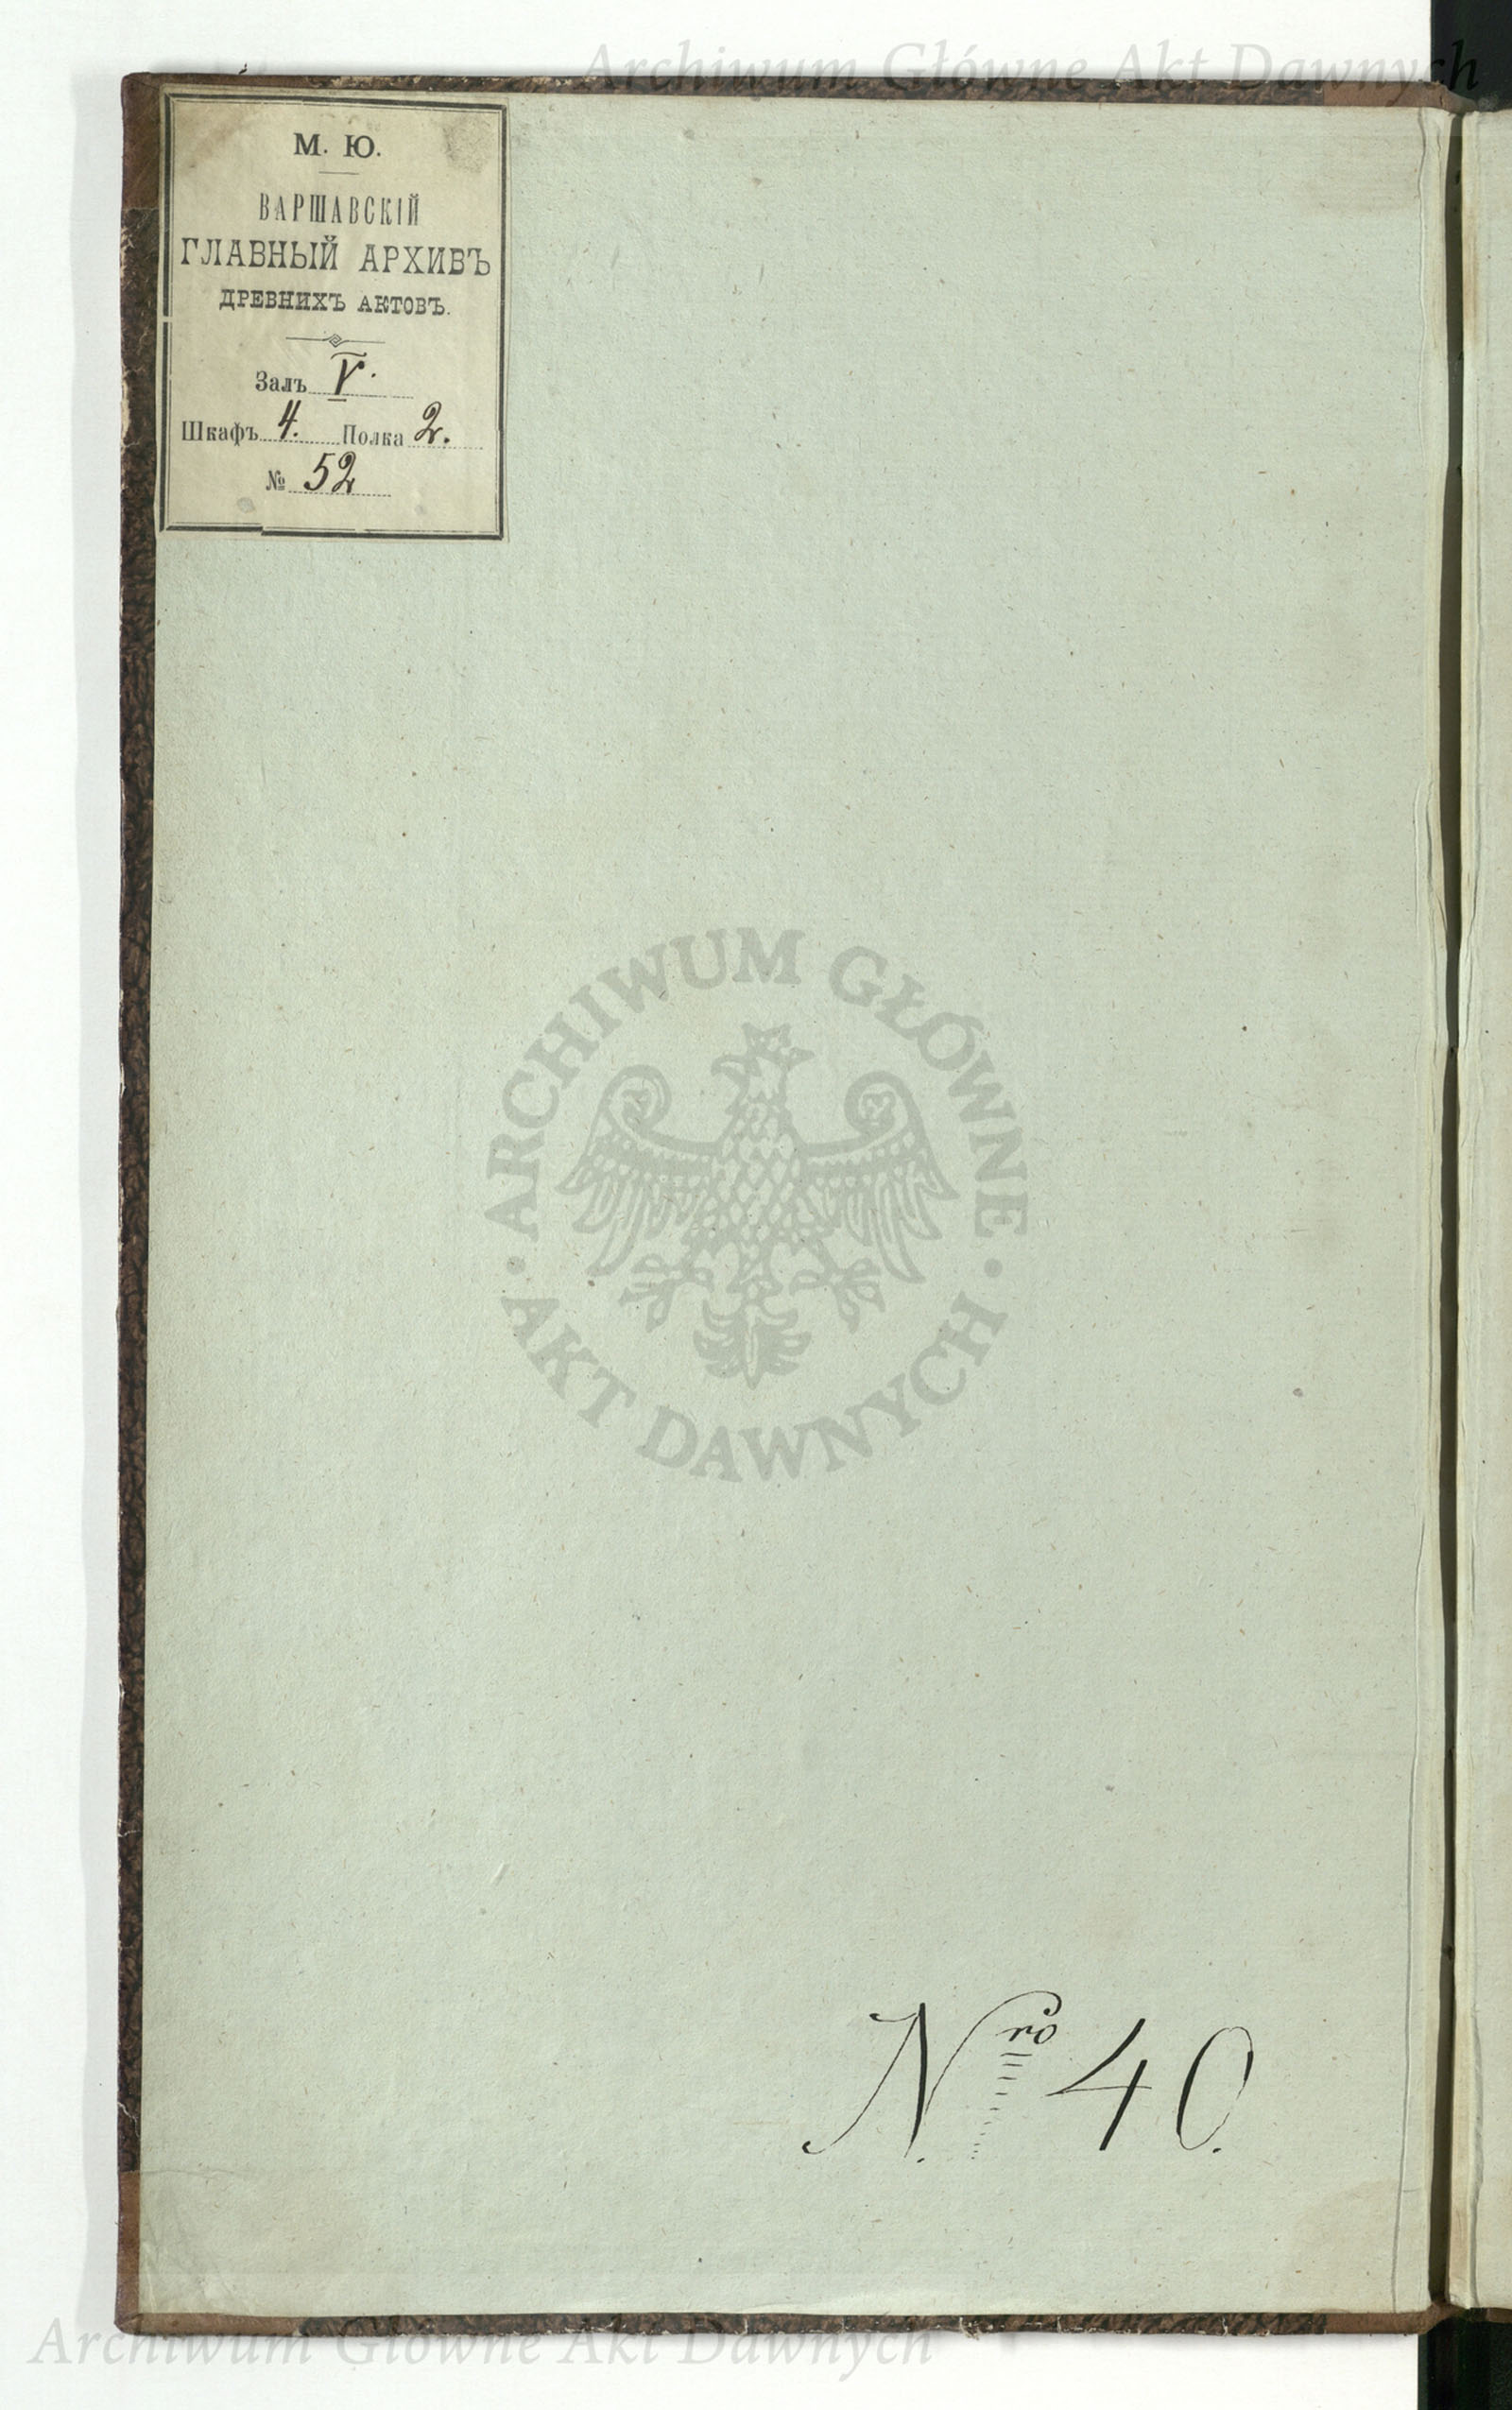 Archiwum Główne Akt Dawnych
М. Ю.
ВАРШАВСКІЙ
ГЛАВНЫЙ АРХИВЪ
ДРЕВНИХЪ АКТОВЪ.
Залъ V.
Шкафъ 4. Полка 2.
№ 52
ARCHIWUM GŁÓWNE
· AKT DAWNYCH ·
Nro 40.
Archiwum Główne Akt Dawnych